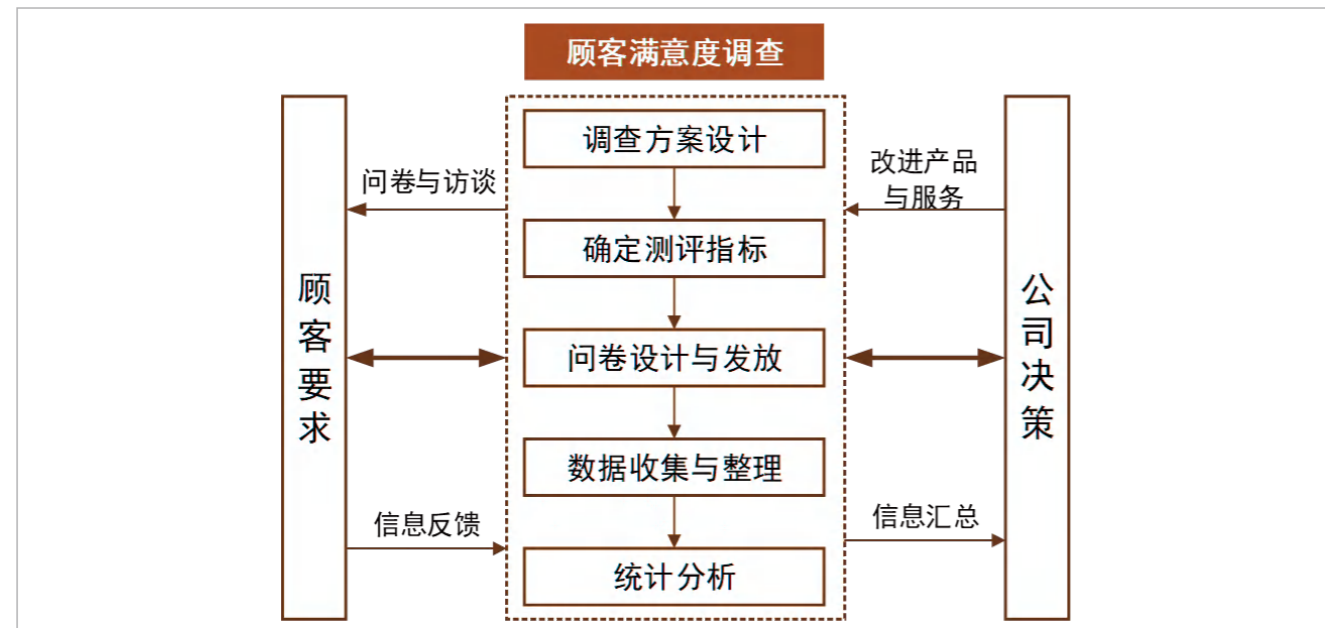 顾客满意度调查
调查方案设计
问卷与访谈
改进产品
与服务
确定测评指标
顾客要求
问卷设计与发放
公司决策
数据收集与整理
信息反馈
信息汇总
统计分析